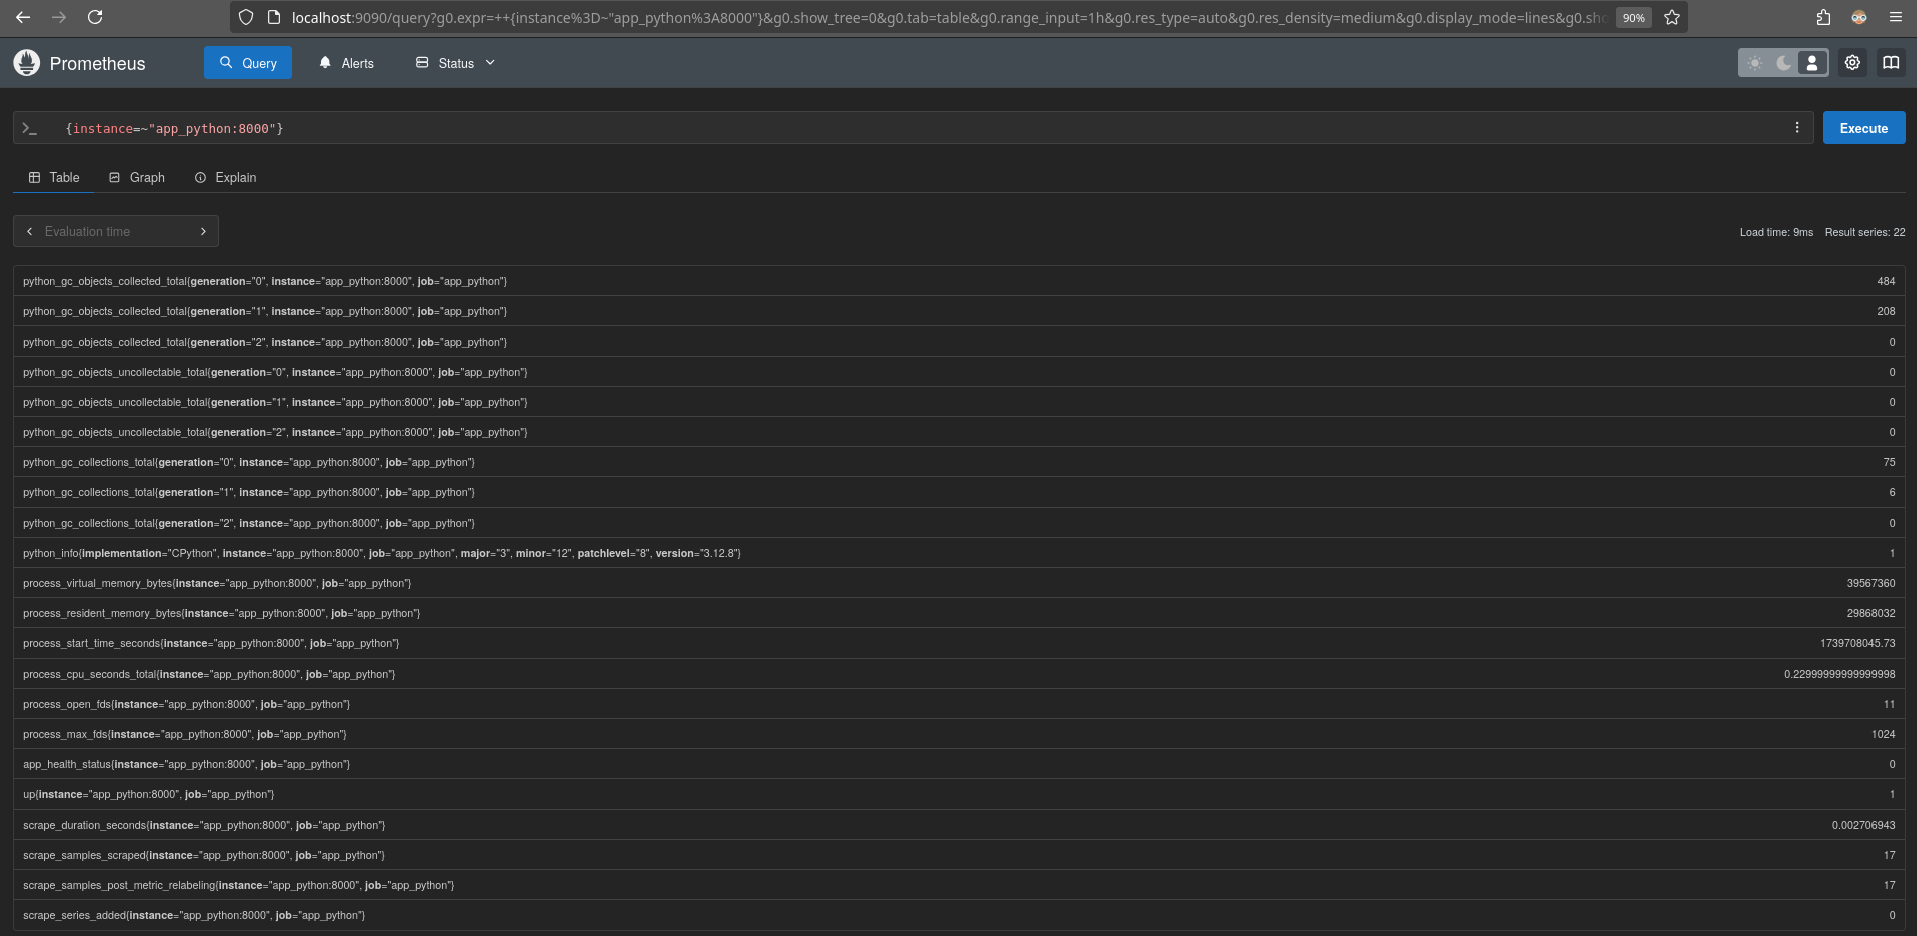 localhost:9090/query?g0.expr=++{instance%3D~"app_python%3A8000"}&g0.show_tree=0&g0.tab=table&g0.range_input=1h&g0.res_type=auto&g0.res_density=medium&g0.display_mode=lines&g0.sho 90%
Prometheus Query Alerts Status
{instance=~"app_python:8000"} Execute
Table Graph Explain
Evaluation time Load time: 9ms Result series: 22
python_gc_objects_collected_total{generation="0", instance="app_python:8000", job="app_python"} 484
python_gc_objects_collected_total{generation="1", instance="app_python:8000", job="app_python"} 208
python_gc_objects_collected_total{generation="2", instance="app_python:8000", job="app_python"} 0
python_gc_objects_uncollectable_total{generation="0", instance="app_python:8000", job="app_python"} 0
python_gc_objects_uncollectable_total{generation="1", instance="app_python:8000", job="app_python"} 0
python_gc_objects_uncollectable_total{generation="2", instance="app_python:8000", job="app_python"} 0
python_gc_collections_total{generation="0", instance="app_python:8000", job="app_python"} 75
python_gc_collections_total{generation="1", instance="app_python:8000", job="app_python"} 6
python_gc_collections_total{generation="2", instance="app_python:8000", job="app_python"} 0
python_info{implementation="CPython", instance="app_python:8000", job="app_python", major="3", minor="12", patchlevel="8", version="3.12.8"} 1
process_virtual_memory_bytes{instance="app_python:8000", job="app_python"} 39567360
process_resident_memory_bytes{instance="app_python:8000", job="app_python"} 29868032
process_start_time_seconds{instance="app_python:8000", job="app_python"} 1739708045.73
process_cpu_seconds_total{instance="app_python:8000", job="app_python"} 0.22999999999999998
process_open_fds{instance="app_python:8000", job="app_python"} 11
process_max_fds{instance="app_python:8000", job="app_python"} 1024
app_health_status{instance="app_python:8000", job="app_python"} 0
up{instance="app_python:8000", job="app_python"} 1
scrape_duration_seconds{instance="app_python:8000", job="app_python"} 0.002706943
scrape_samples_scraped{instance="app_python:8000", job="app_python"} 17
scrape_samples_post_metric_relabeling{instance="app_python:8000", job="app_python"} 17
scrape_series_added{instance="app_python:8000", job="app_python"} 0